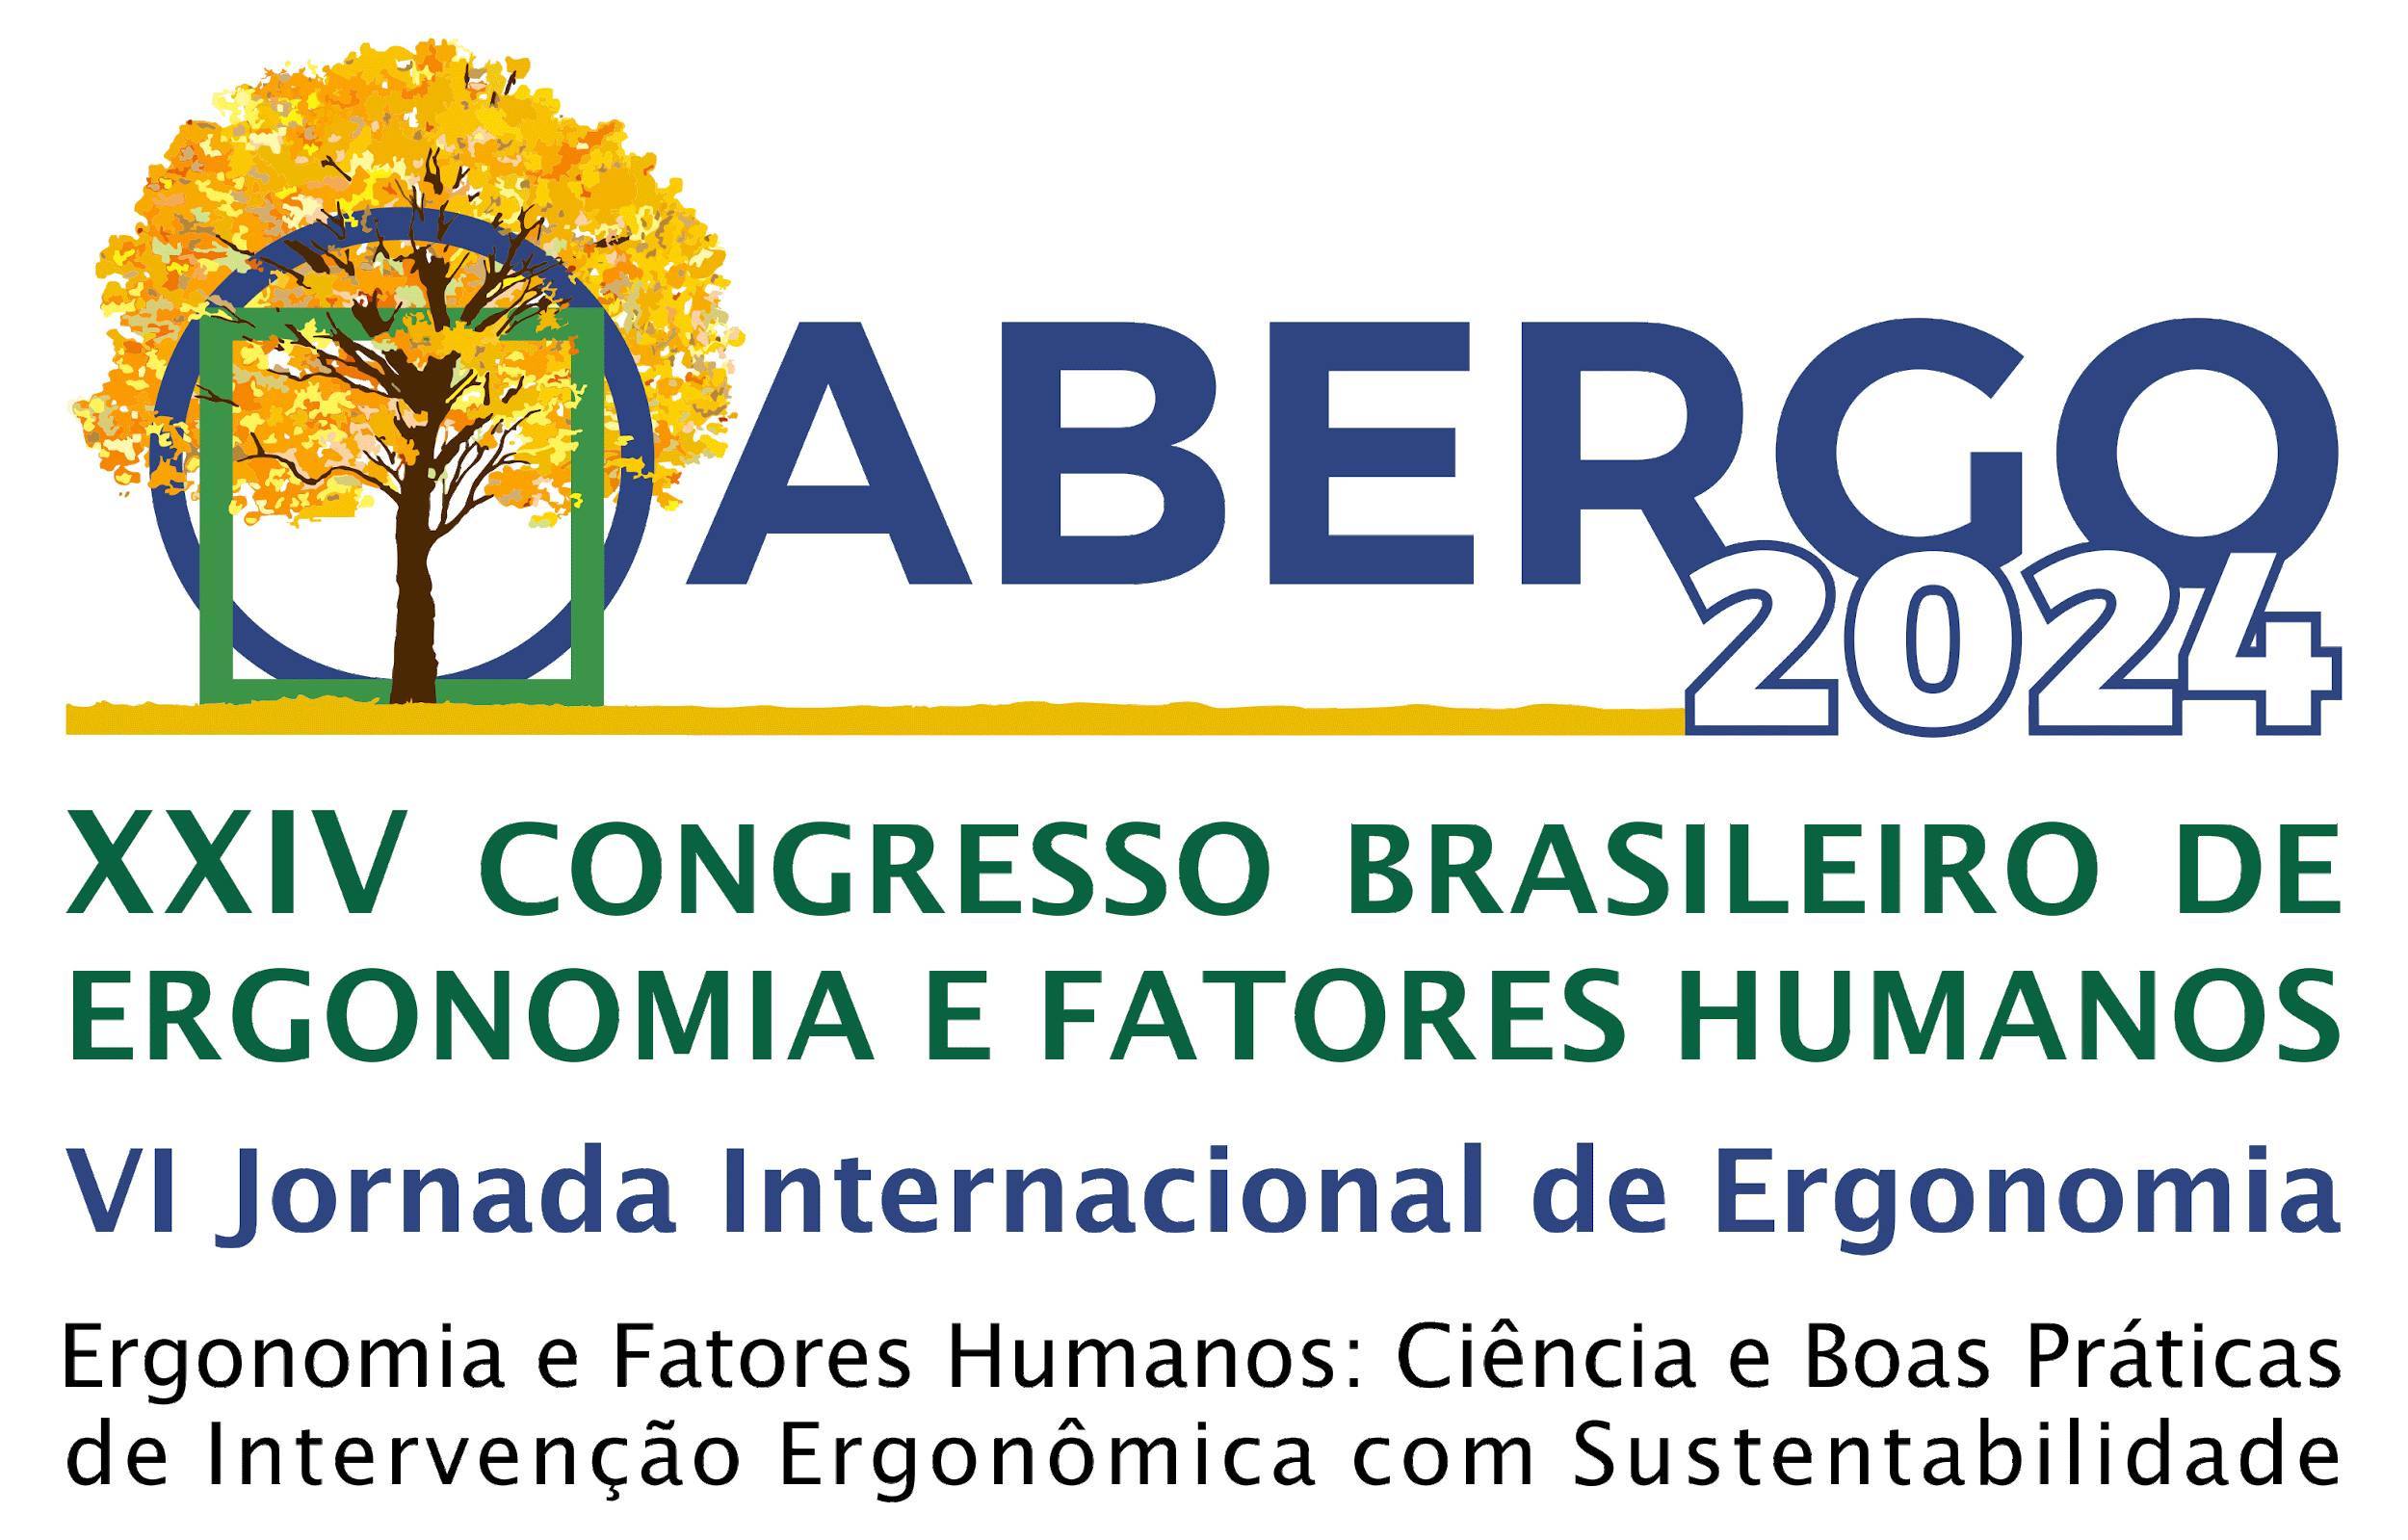 ABERGO
2024
XXIV CONGRESSO BRASILEIRO DE
ERGONOMIA E FATORES HUMANOS
VI Jornada Internacional de Ergonomia
Ergonomia e Fatores Humanos: Ciência e Boas Práticas
de Intervenção Ergonômica com Sustentabilidade